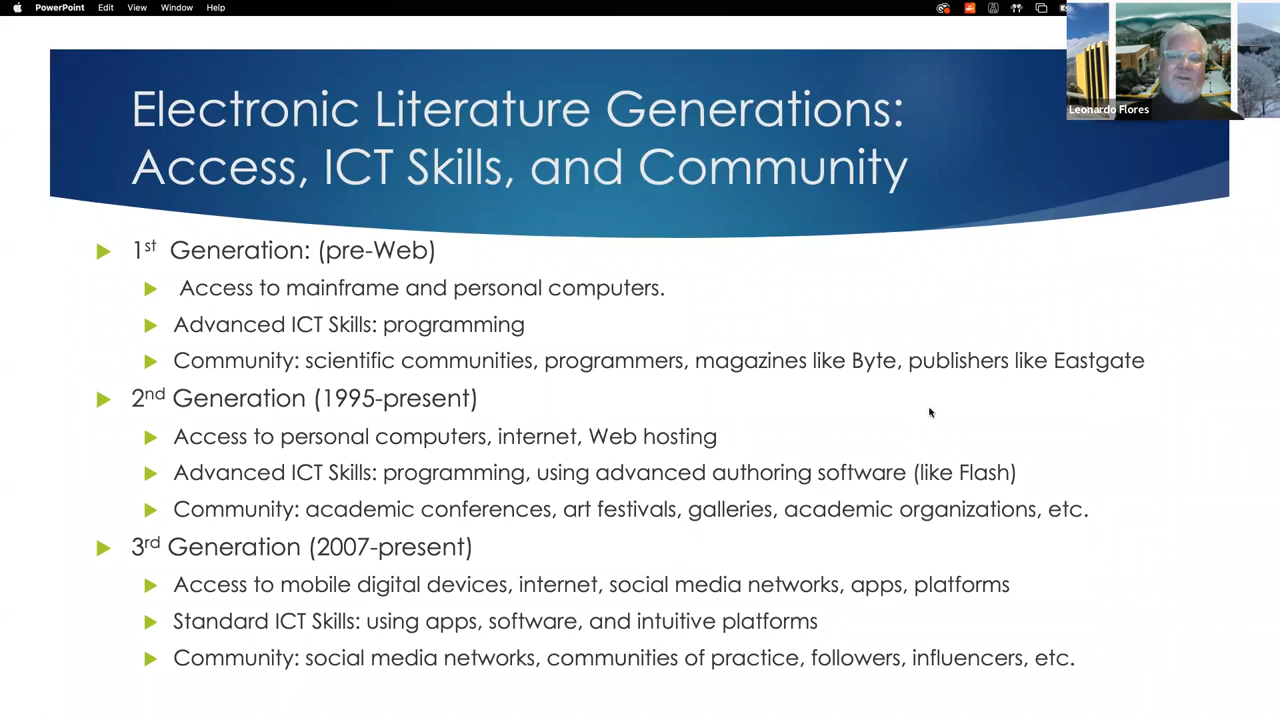 PowerPoint Edit View Window Help
Leonardo Flores
Electronic Literature Generations:
Access, ICT Skills, and Community
1st Generation: (pre-Web)
Access to mainframe and personal computers.
Advanced ICT Skills: programming
Community: scientific communities, programmers, magazines like Byte, publishers like Eastgate
2nd Generation (1995-present)
Access to personal computers, internet, Web hosting
Advanced ICT Skills: programming, using advanced authoring software (like Flash)
Community: academic conferences, art festivals, galleries, academic organizations, etc.
3rd Generation (2007-present)
Access to mobile digital devices, internet, social media networks, apps, platforms
Standard ICT Skills: using apps, software, and intuitive platforms
Community: social media networks, communities of practice, followers, influencers, etc.